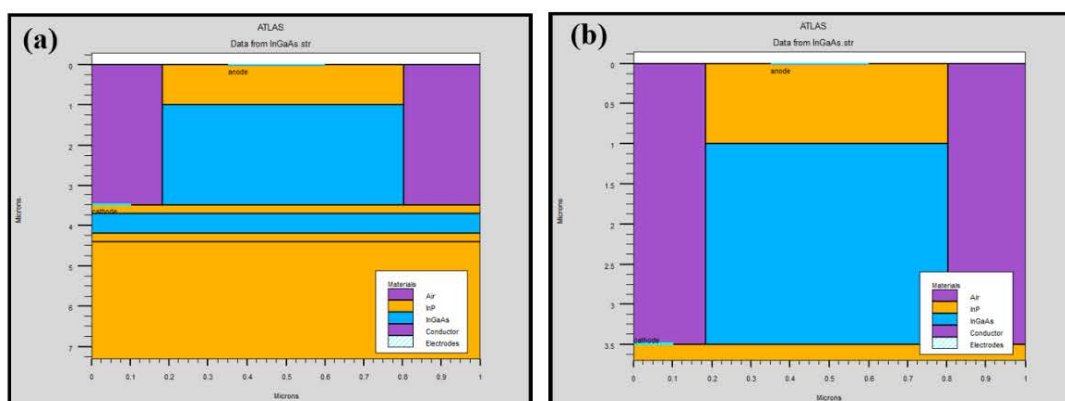 (a)
ATLAS
Data from InGaAs.str
anode
cathode
0
1
2
3
4
5
6
7
Microns
0
0.1
0.2
0.3
0.4
0.5
0.6
0.7
0.8
0.9
1
Microns
Materials
Air
InP
InGaAs
Conductor
Electrodes
(b)
ATLAS
Data from InGaAs.str
anode
cathode
0
0.5
1
1.5
2
2.5
3
3.5
Microns
0
0.1
0.2
0.3
0.4
0.5
0.6
0.7
0.8
0.9
1
Microns
Materials
Air
InP
InGaAs
Conductor
Electrodes